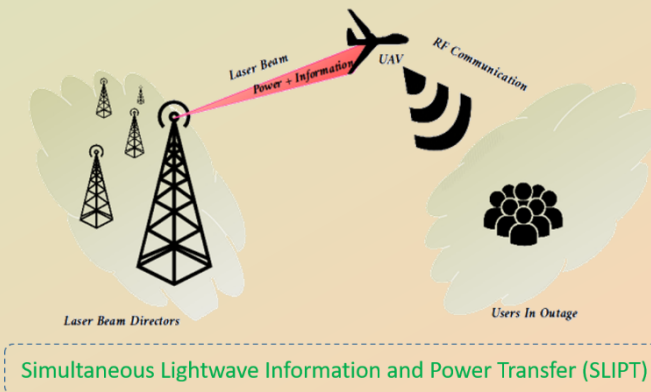 Laser Beam
Power + Information
UAV
RF Communication
Laser Beam Directors
Users In Outage
Simultaneous Lightwave Information and Power Transfer (SLIPT)